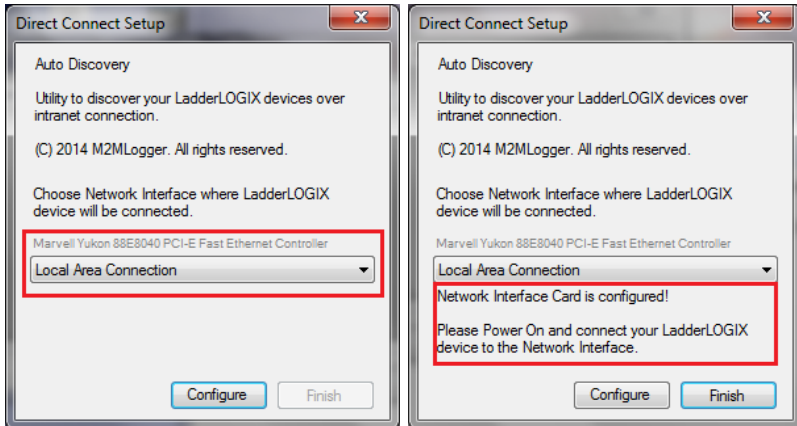 Direct Connect Setup
Auto Discovery
Utility to discover your LadderLOGIX devices over
intranet connection.
(C) 2014 M2MLogger. All rights reserved.
Choose Network Interface where LadderLOGIX
device will be connected.
Marvell Yukon 88E8040 PCI-E Fast Ethernet Controller
Local Area Connection
Configure
Finish
Direct Connect Setup
Auto Discovery
Utility to discover your LadderLOGIX devices over
intranet connection.
(C) 2014 M2MLogger. All rights reserved.
Choose Network Interface where LadderLOGIX
device will be connected.
Marvell Yukon 88E8040 PCI-E Fast Ethernet Controller
Local Area Connection
Network Interface Card is configured!
Please Power On and connect your LadderLOGIX
device to the Network Interface.
Configure
Finish